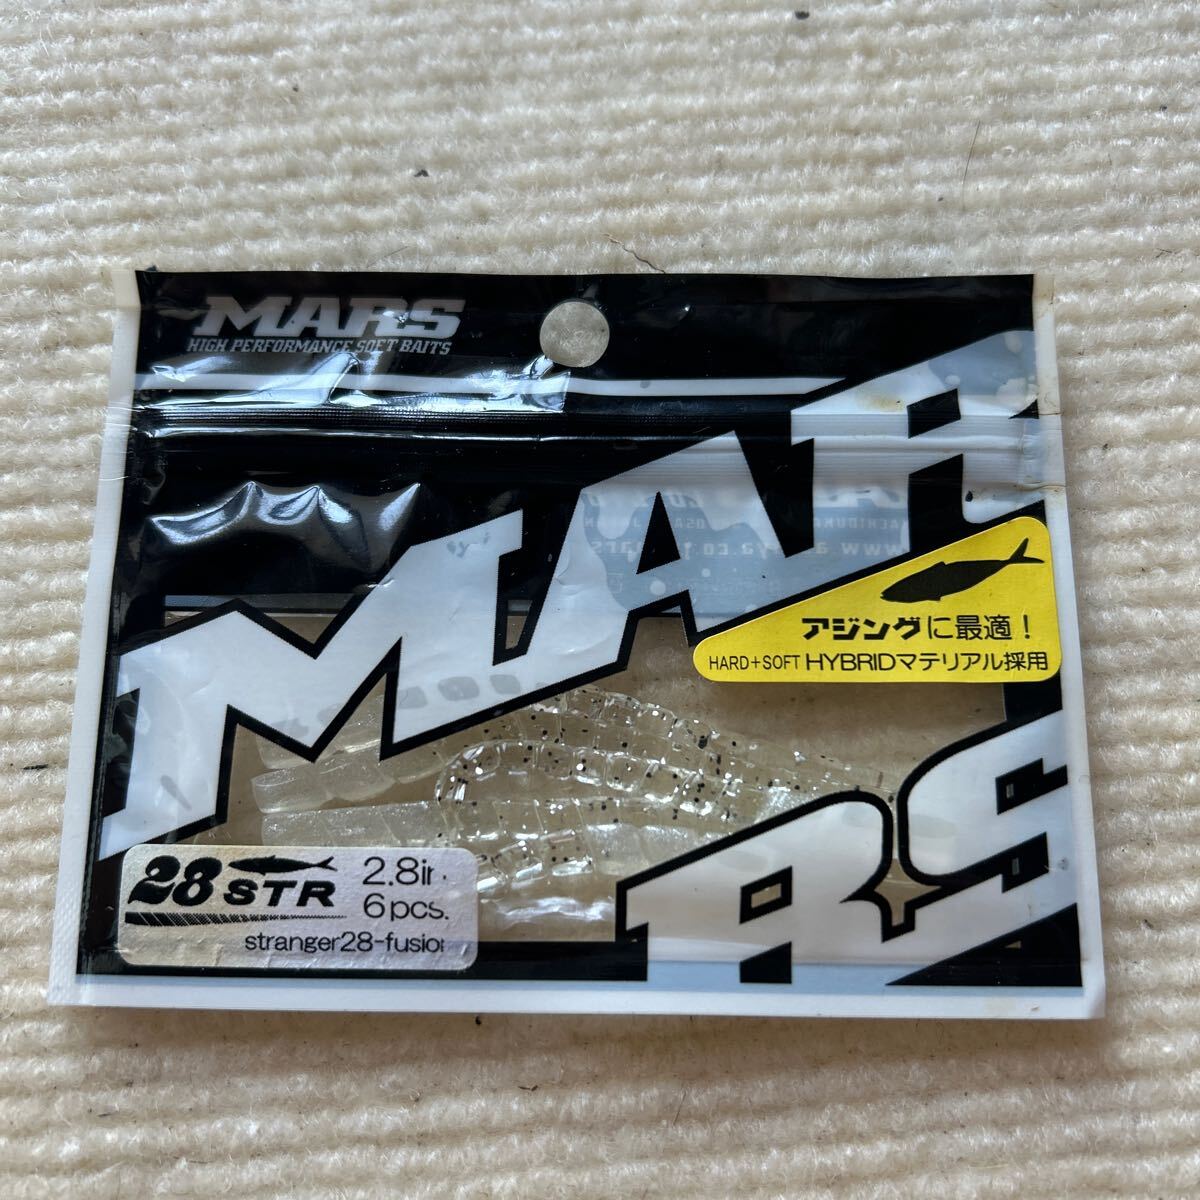 MARS
HIGH PERFORMANCE SOFT BAITS
MAR
RS
アジングに最適！
HARD+SOFT HYBRIDマテリアル採用
28 STR
2.8in.
6pcs.
stranger28-fusion